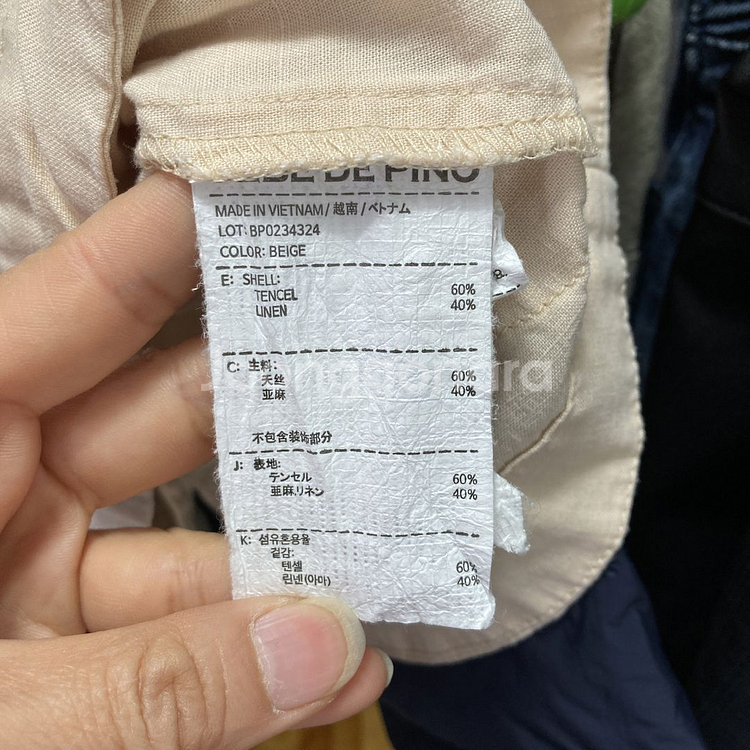 DE PINO
MADE IN VIETNAM / 越南 / ベトナム
LOT: BP0234324
COLOR: BEIGE
E: SHELL:
TENCEL 60%
LINEN 40%
C: 主料:
天丝 60%
亚麻 40%
不包含装饰部分
J: 表地:
テンセル 60%
亜麻.リネン 40%
K: 섬유혼용율
겉감:
텐셀 60%
린넨(아마) 40%